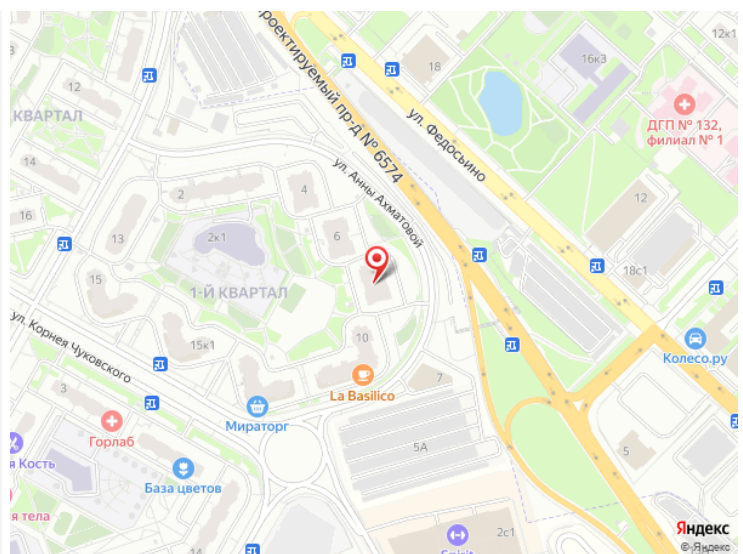 12к1
16к3
18
12
ДГП № 132,
филиал № 1
КВАРТАЛ
14
Проектируемый пр-д № 6574
ул. Федосьино
ул. Анны Ахматовой
2
4
12
16
13
2к1
6
18с1
15
1-й КВАРТАЛ
ул. Корнея Чуковского
15к1
10
Колесо.ру
La Basilico
7
3
Мираторг
Горлаб
5А
5
я Кость
База цветов
я тела
2с1
Spirit
Яндекс
© Яндекс